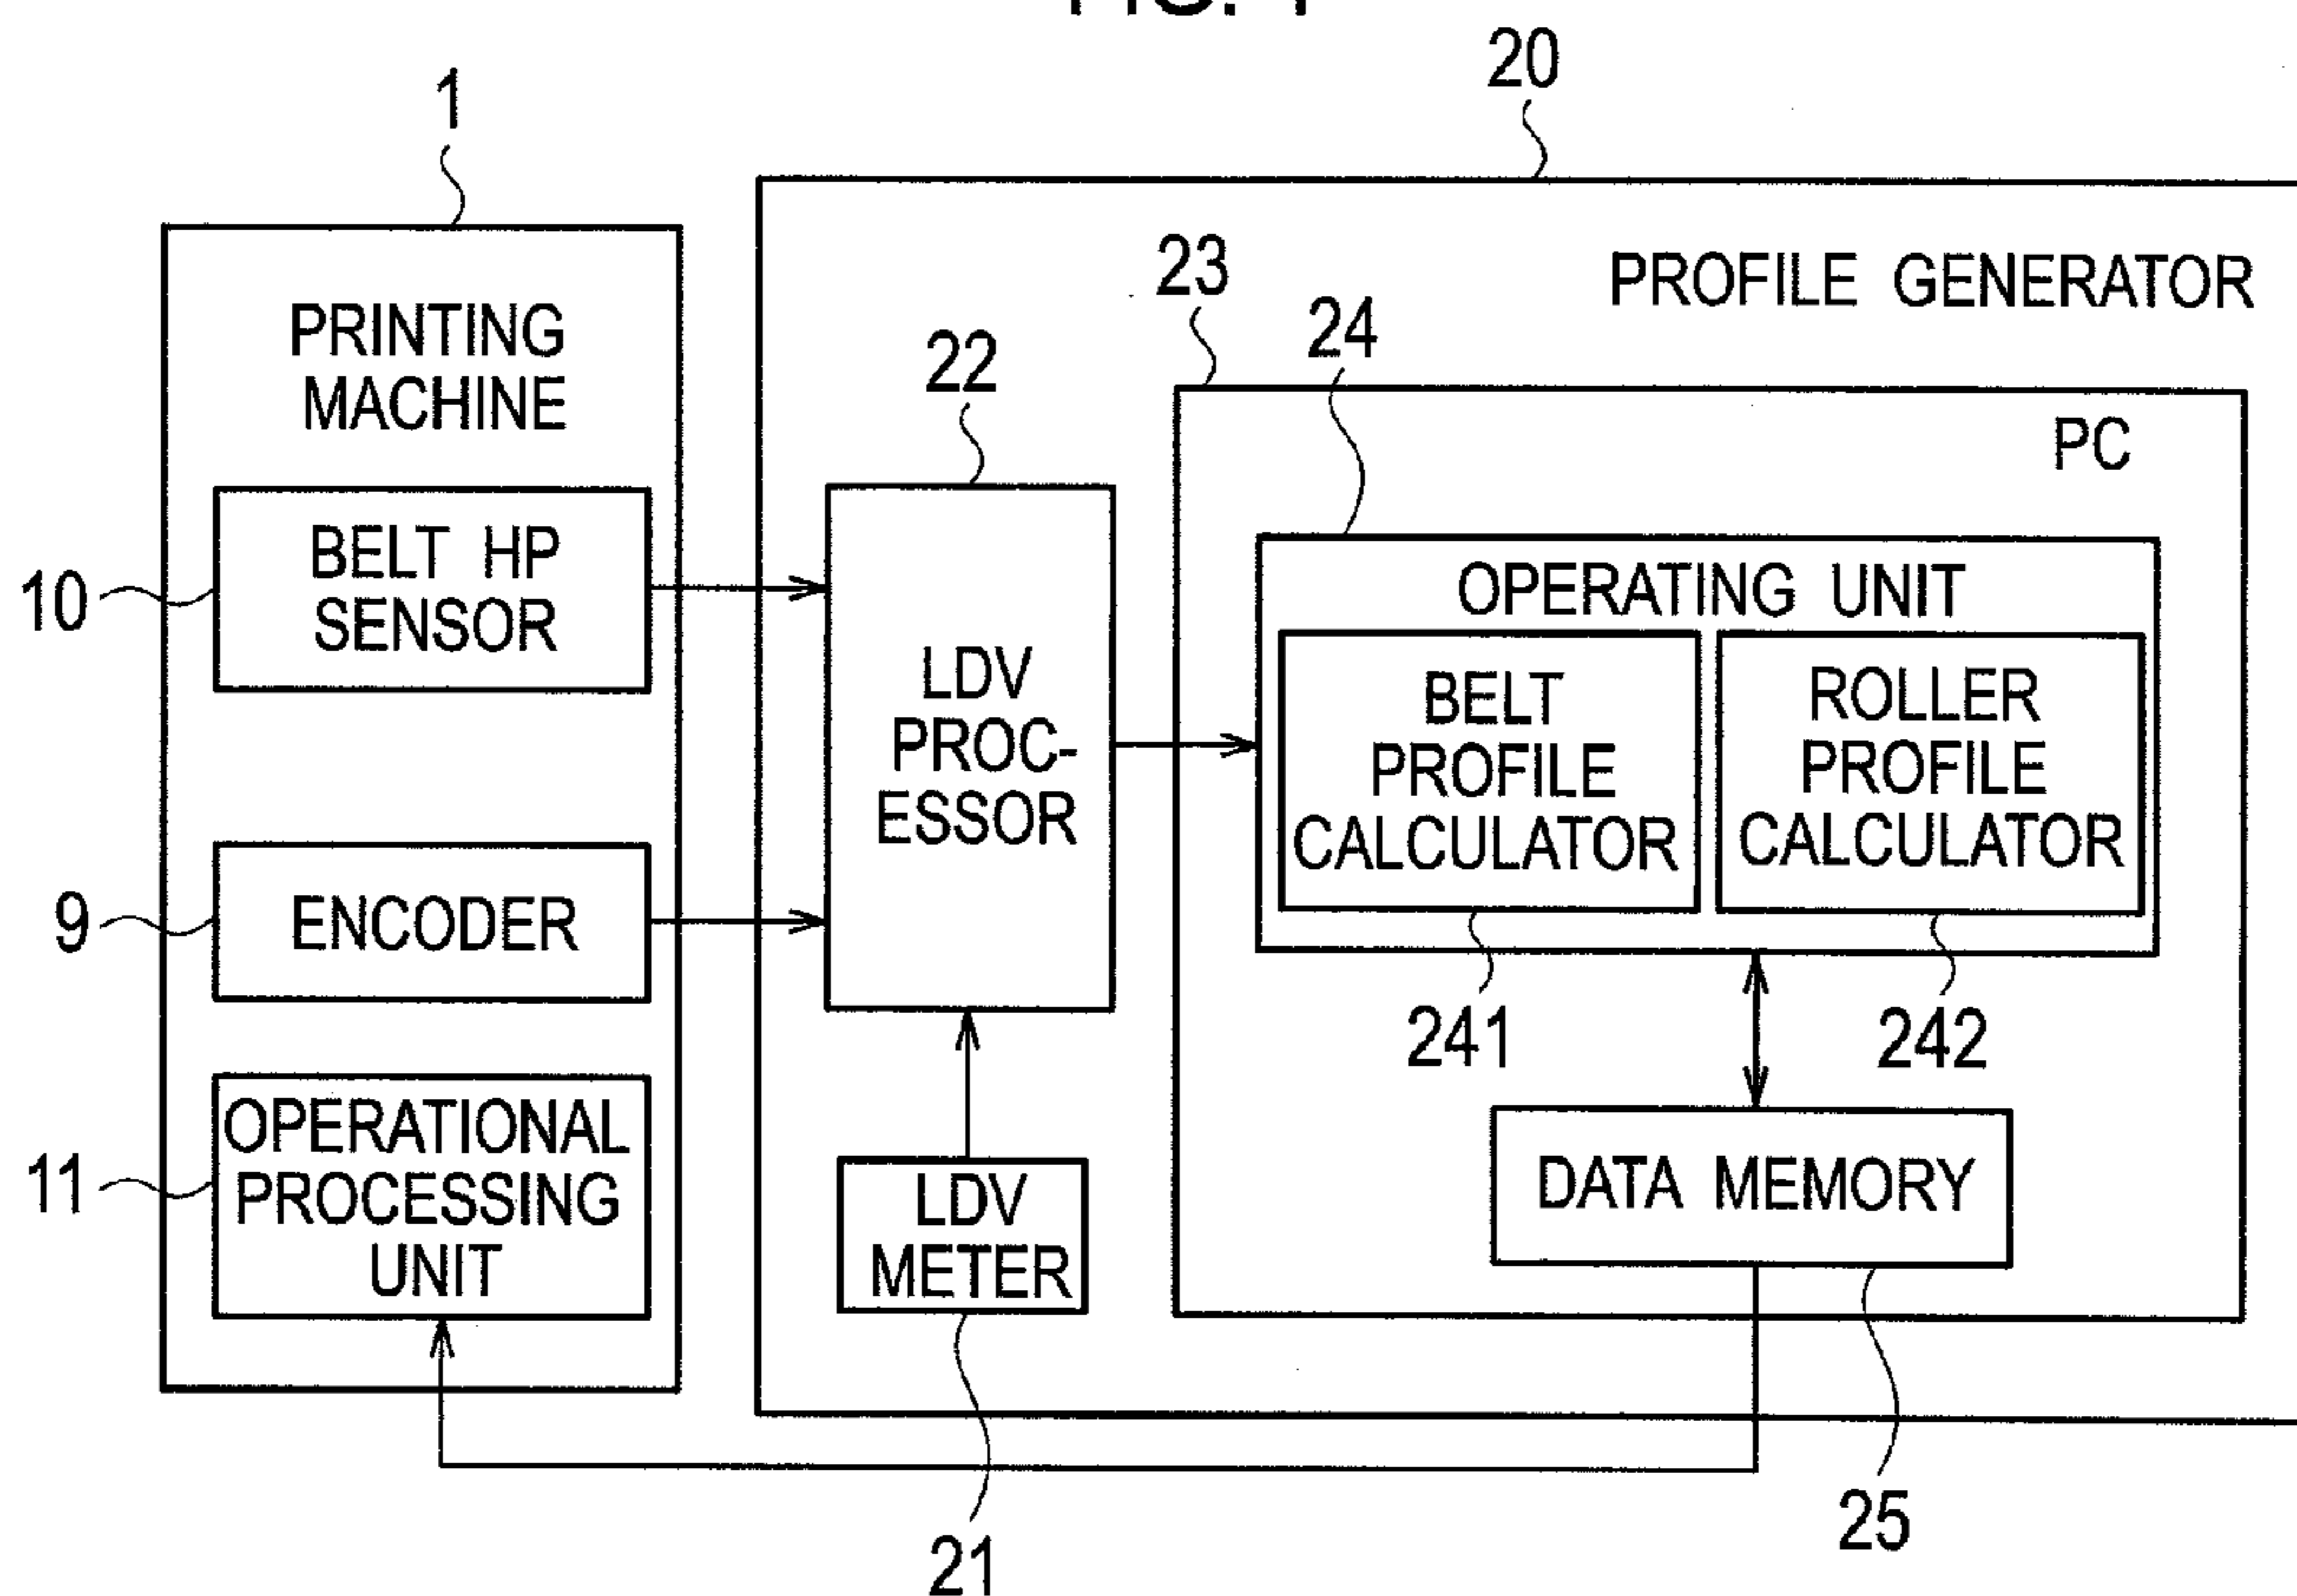 20
1
23
PROFILE GENERATOR
24
22
PRINTING
MACHINE
PC
BELT HP
SENSOR
10
OPERATING UNIT
LDV
PROC-
ESSOR
BELT
PROFILE
CALCULATOR
ROLLER
PROFILE
CALCULATOR
9
ENCODER
241
242
OPERATIONAL
PROCESSING
UNIT
11
LDV
METER
DATA MEMORY
21
25